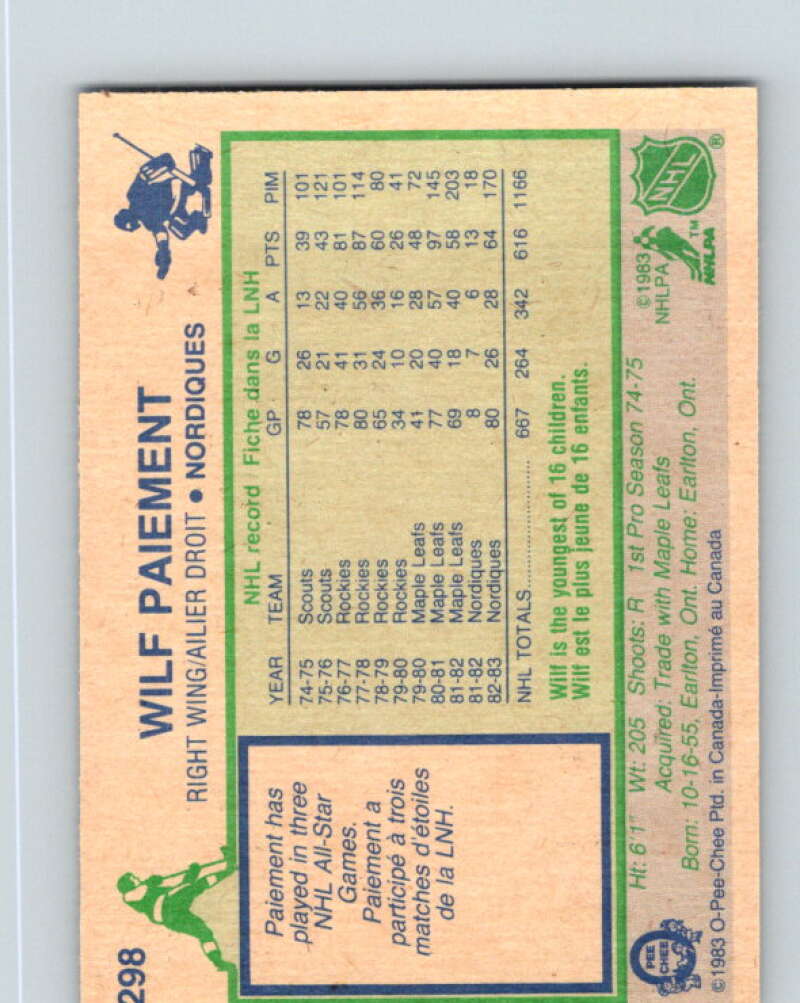 298
WILF PAIEMENT
RIGHT WING/AILIER DROIT • NORDIQUES
Paiement has
played in three
NHL All-Star
Games.
Paiement a
participé à trois
matches d'étoiles
de la LNH.
NHL record Fiche dans la LNH
YEAR TEAM GP G A PTS PIM
74-75 Scouts 78 26 13 39 101
75-76 Scouts 57 21 22 43 121
76-77 Rockies 78 41 40 81 101
77-78 Rockies 80 31 56 87 114
78-79 Rockies 65 24 36 60 80
79-80 Rockies 34 10 16 26 41
79-80 Maple Leafs 41 20 28 48 72
80-81 Maple Leafs 77 40 57 97 145
81-82 Maple Leafs 69 18 40 58 203
81-82 Nordiques 8 7 6 13 18
82-83 Nordiques 80 26 28 64 170
NHL TOTALS 667 264 342 616 1166
Wilf is the youngest of 16 children.
Wilf est le plus jeune de 16 enfants.
Ht: 6'1" Wt: 205 Shoots: R 1st Pro Season 74-75
Acquired: Trade with Maple Leafs
Born: 10-16-55, Earlton, Ont. Home: Earlton, Ont.
©1983
NHLPA
NHL ®
NHLPA ™
O PEE CHEE
©1983 O-Pee-Chee Ptd. in Canada-Imprimé au Canada